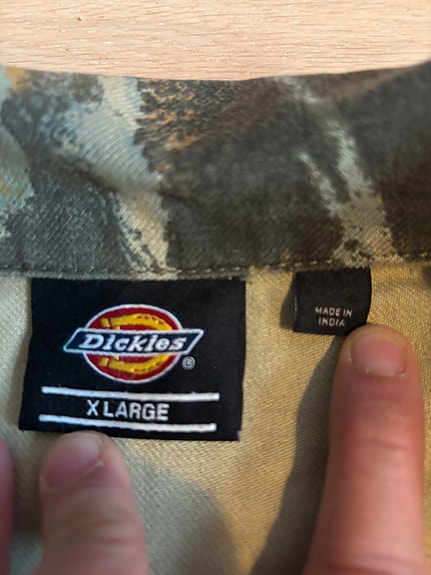 Dickies®
X LARGE
MADE IN
INDIA